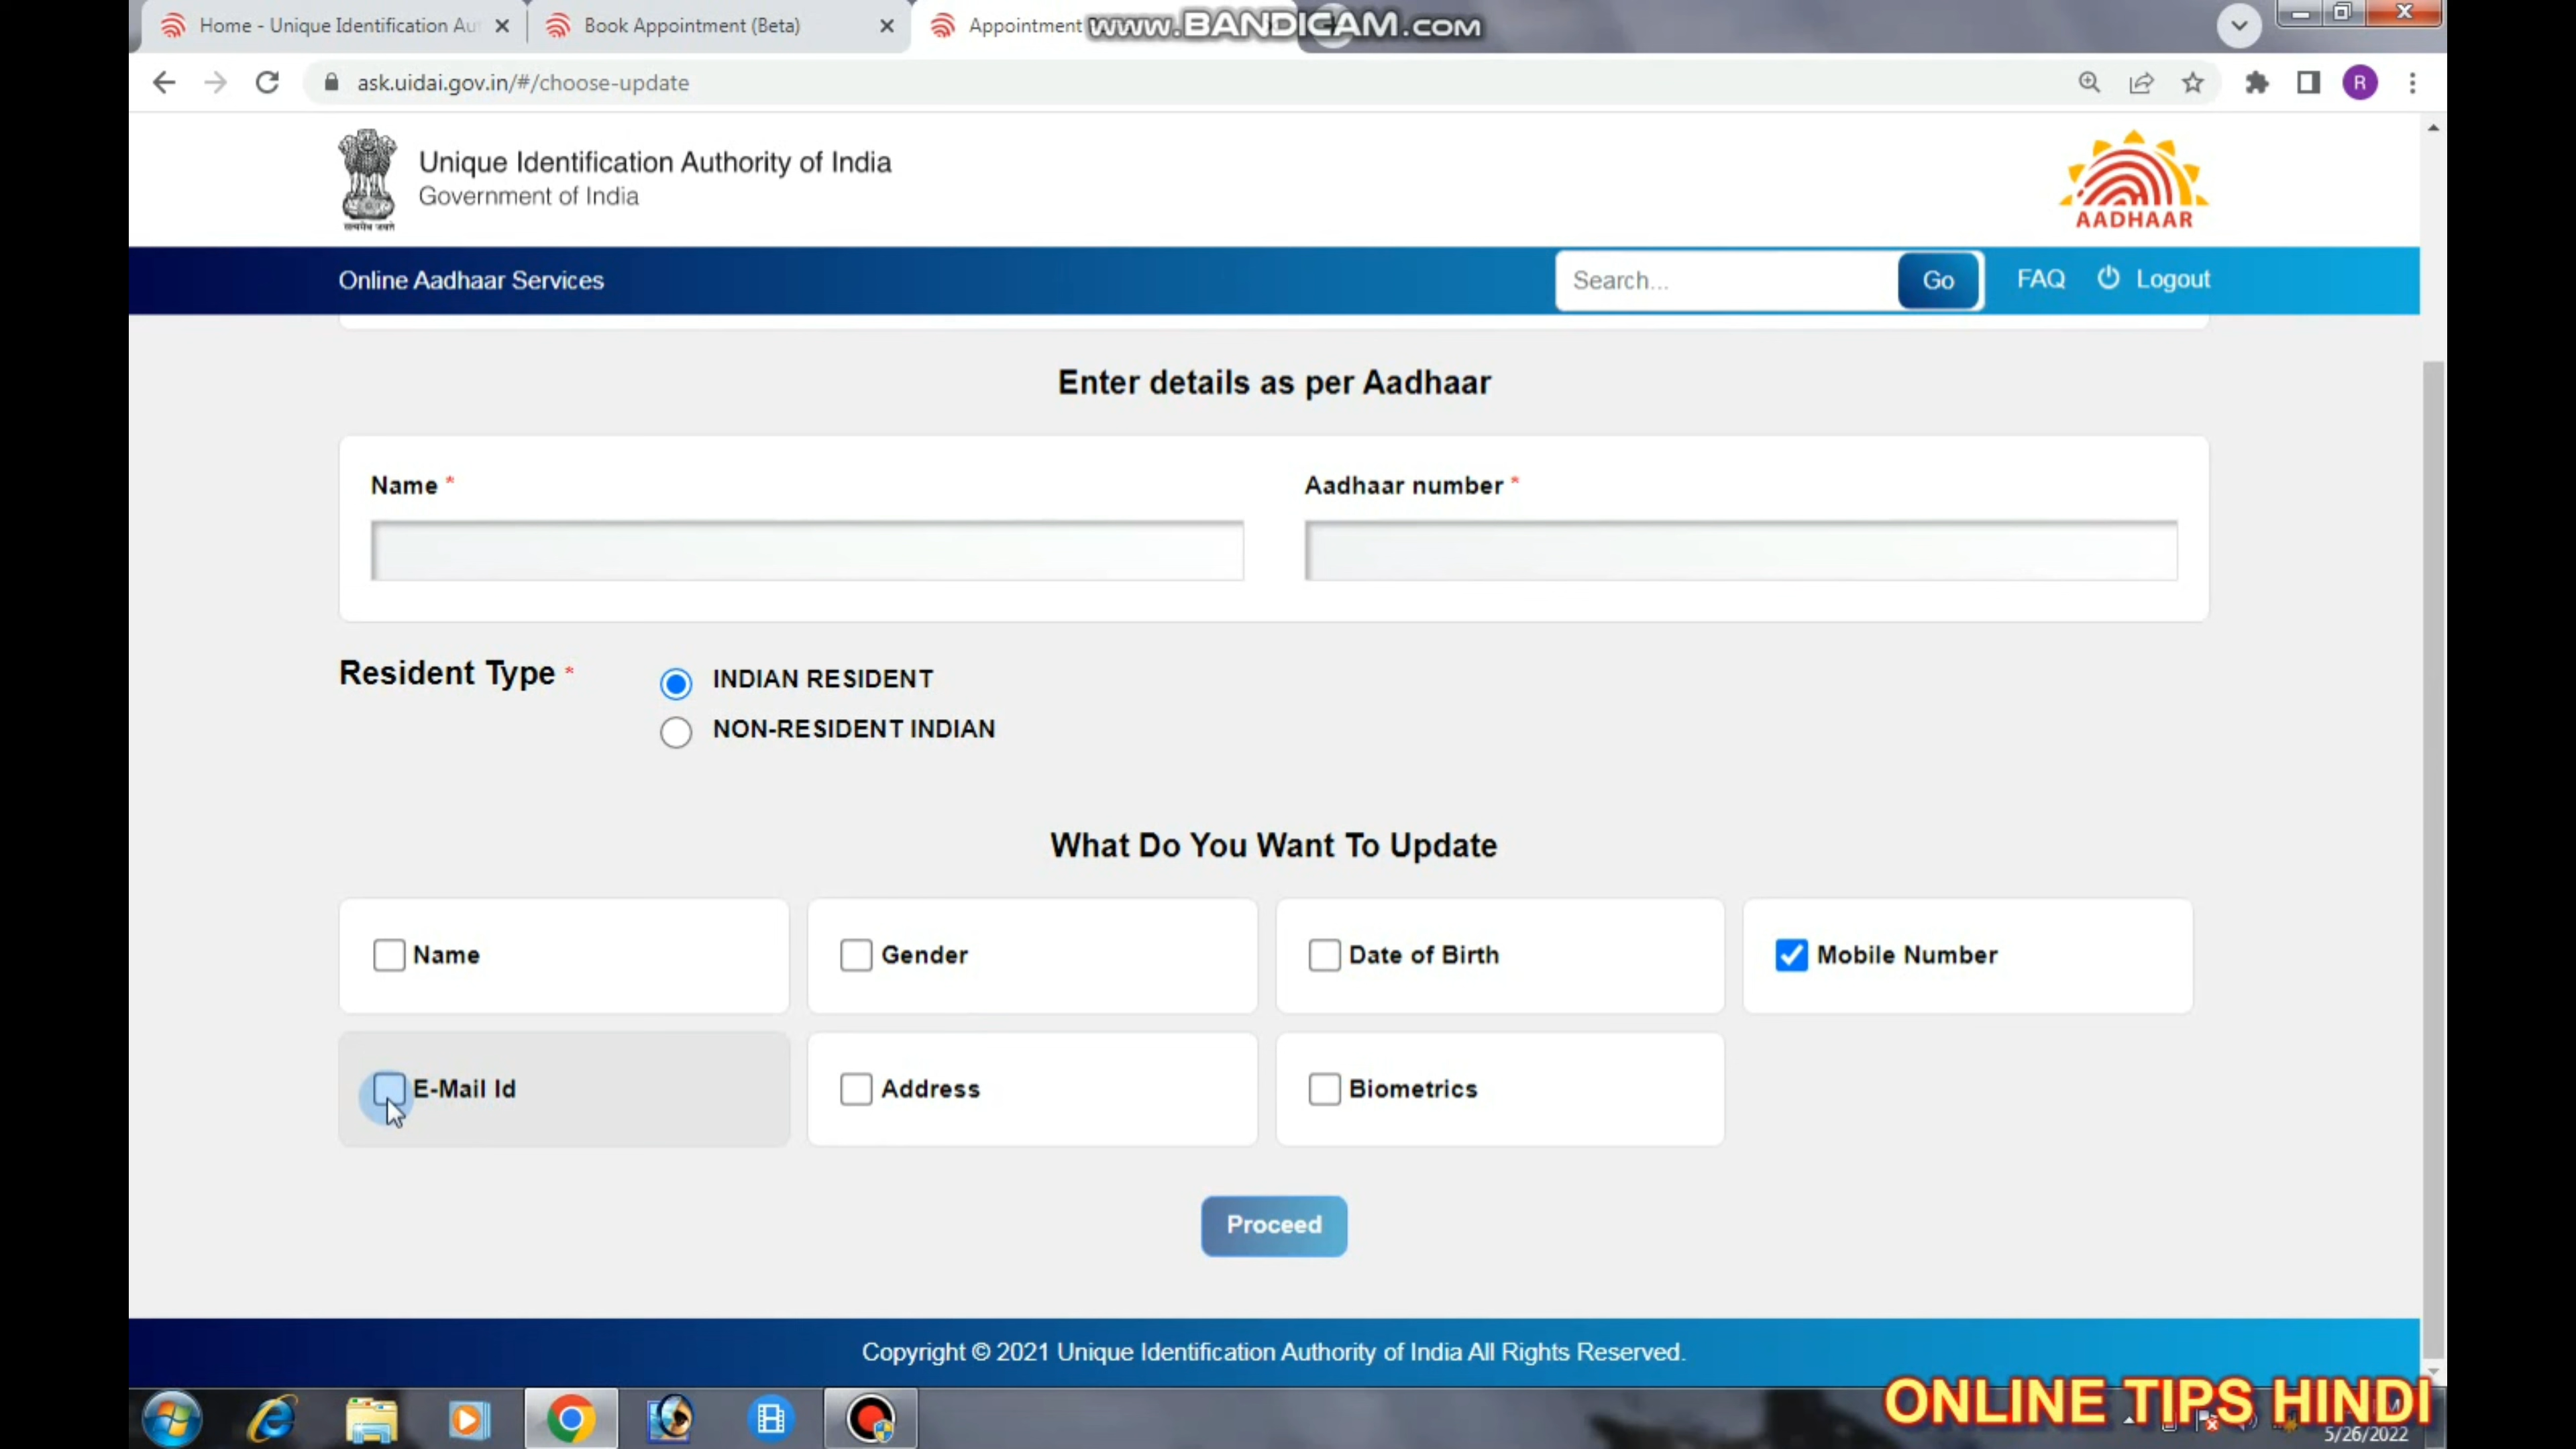 Home - Unique Identification Au
Book Appointment (Beta)
Appointment
www.BANDICAM.com
ask.uidai.gov.in/#/choose-update
R
सत्यमेव जयते
Unique Identification Authority of India
Government of India
AADHAAR
Online Aadhaar Services
Search...
Go
FAQ
Logout
Enter details as per Aadhaar
Name *
Aadhaar number *
Resident Type *
INDIAN RESIDENT
NON-RESIDENT INDIAN
What Do You Want To Update
Name
Gender
Date of Birth
Mobile Number
E-Mail Id
Address
Biometrics
Proceed
Copyright © 2021 Unique Identification Authority of India All Rights Reserved.
ONLINE TIPS HINDI
5/26/2022